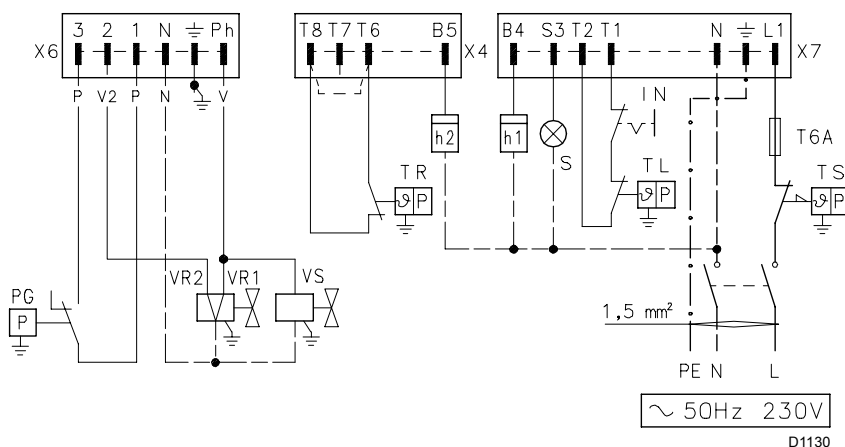 3 2 1 N Ph
T8 T7 T6 B5
B4 S3 T2 T1 N L1
X6
X4
X7
P V2 P N V
IN
h2
h1
T6A
S
TR
TL
TS
ϑ P
ϑ P
ϑ P
VR2 VR1 VS
PG
P
1,5 mm²
PE N L
~ 50Hz 230V
D1130